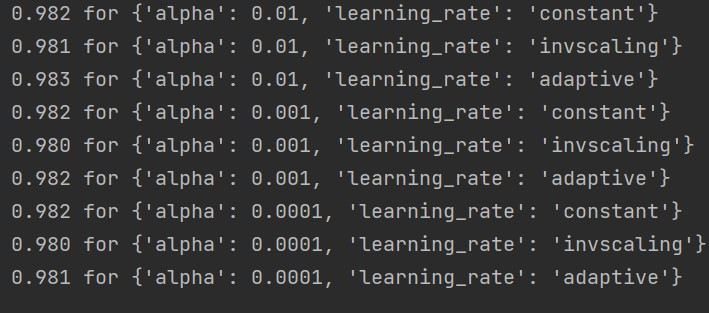 0.982 for {'alpha': 0.01, 'learning_rate': 'constant'}
0.981 for {'alpha': 0.01, 'learning_rate': 'invscaling'}
0.983 for {'alpha': 0.01, 'learning_rate': 'adaptive'}
0.982 for {'alpha': 0.001, 'learning_rate': 'constant'}
0.980 for {'alpha': 0.001, 'learning_rate': 'invscaling'}
0.982 for {'alpha': 0.001, 'learning_rate': 'adaptive'}
0.982 for {'alpha': 0.0001, 'learning_rate': 'constant'}
0.980 for {'alpha': 0.0001, 'learning_rate': 'invscaling'}
0.981 for {'alpha': 0.0001, 'learning_rate': 'adaptive'}